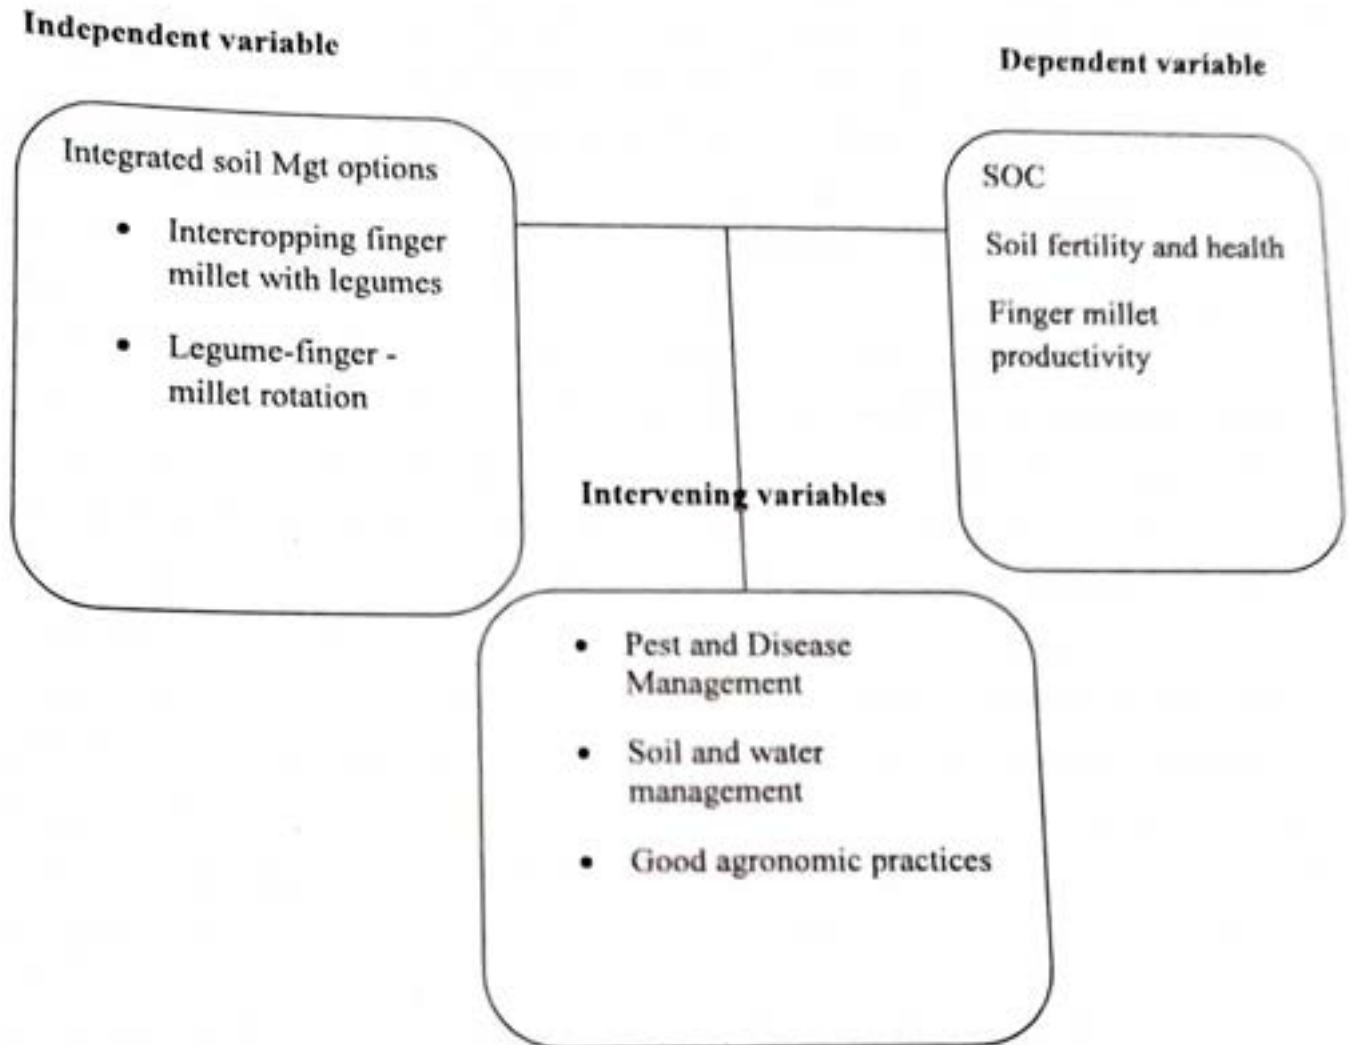 Independent variable
Integrated soil Mgt options
• Intercropping finger
millet with legumes
• Legume-finger -
millet rotation
Dependent variable
SOC
Soil fertility and health
Finger millet
productivity
Intervening variables
• Pest and Disease
Management
• Soil and water
management
• Good agronomic practices